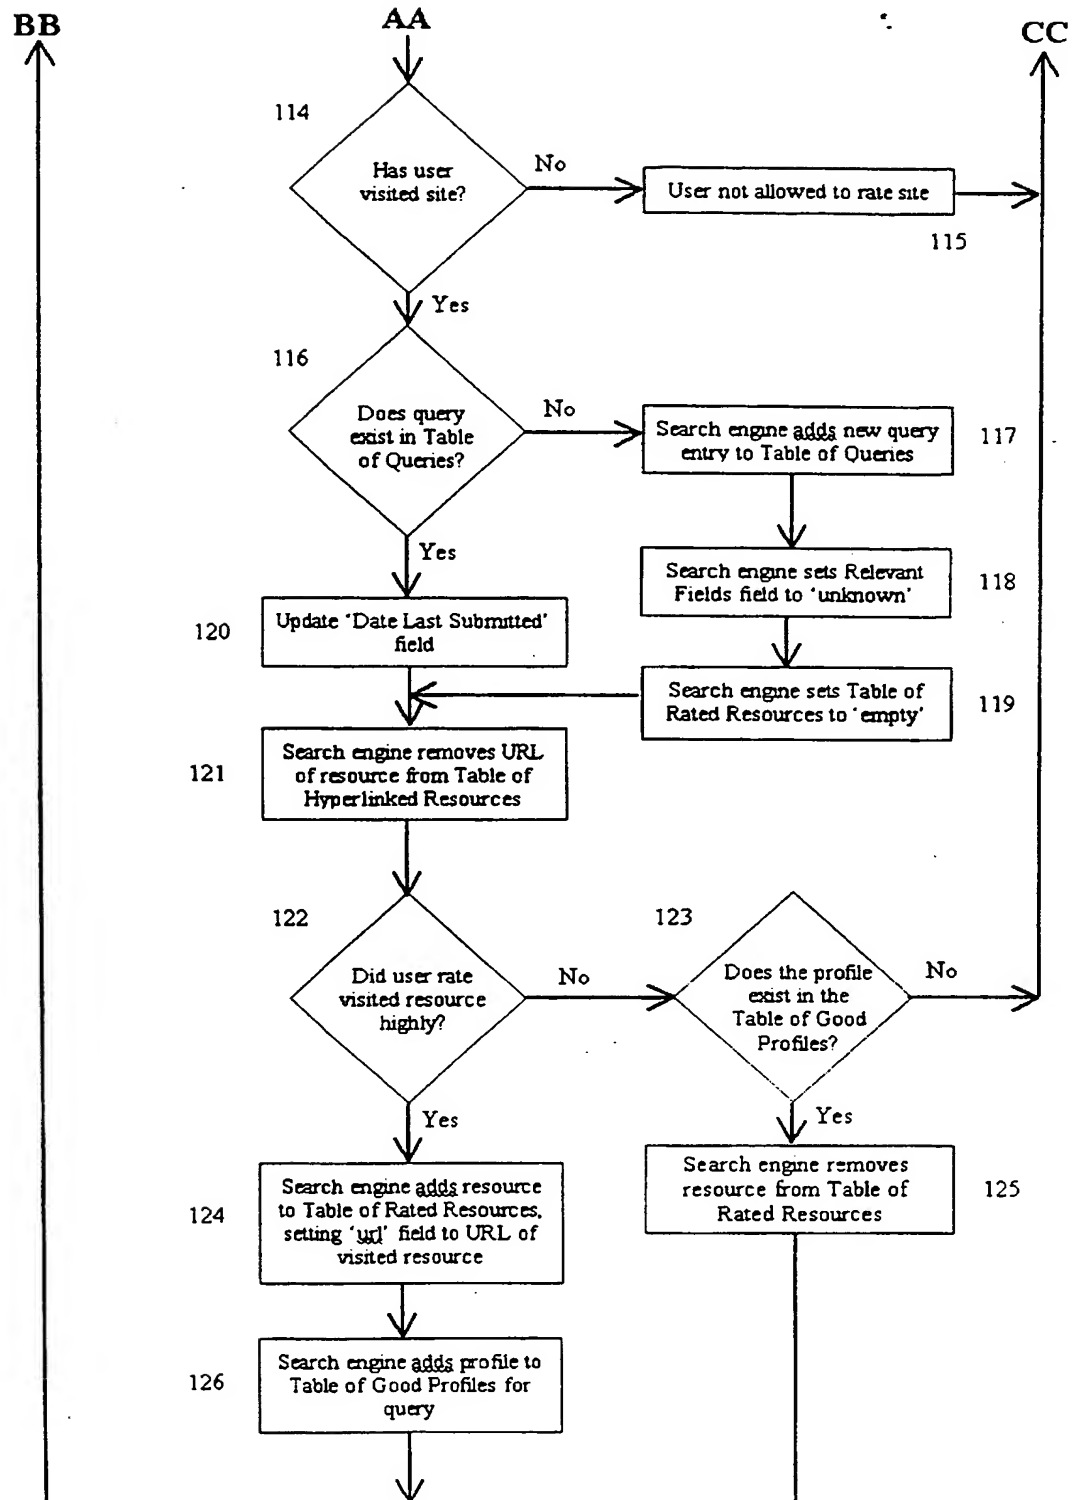 BB
AA
CC
114
Has user
visited site?
No
User not allowed to rate site
115
Yes
116
Does query
exist in Table
of Queries?
No
Search engine adds new query
entry to Table of Queries
117
Yes
Search engine sets Relevant
Fields field to 'unknown'
118
120
Update 'Date Last Submitted'
field
Search engine sets Table of
Rated Resources to 'empty'
119
121
Search engine removes URL
of resource from Table of
Hyperlinked Resources
122
Did user rate
visited resource
highly?
No
123
Does the profile
exist in the
Table of Good
Profiles?
No
Yes
Yes
124
Search engine adds resource
to Table of Rated Resources,
setting 'url' field to URL of
visited resource
Search engine removes
resource from Table of
Rated Resources
125
126
Search engine adds profile to
Table of Good Profiles for
query